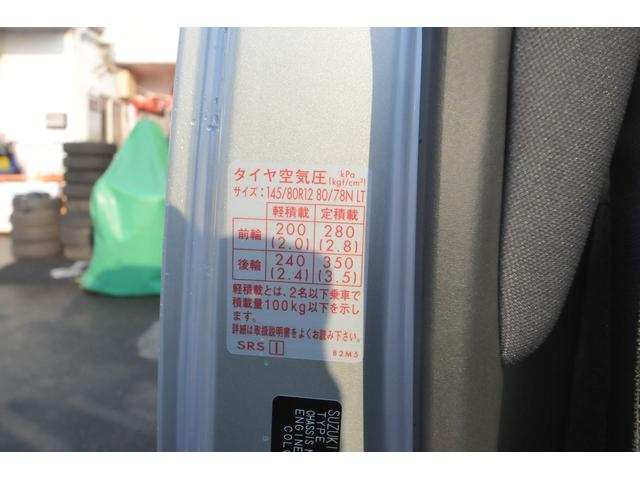 タイヤ空気圧 kPa (kgf/cm²)
サイズ:145/80R12 80/78N LT
軽積載 定積載
前輪 200 (2.0) 280 (2.8)
後輪 240 (2.4) 350 (3.5)
軽積載とは、2名以下乗車で
積載量100kg以下を示し
ます。
詳細は取扱説明書をよくお読み下さい。
SRS I 82M5
SUZUKI
TYPE
CHASSIS
ENGINE